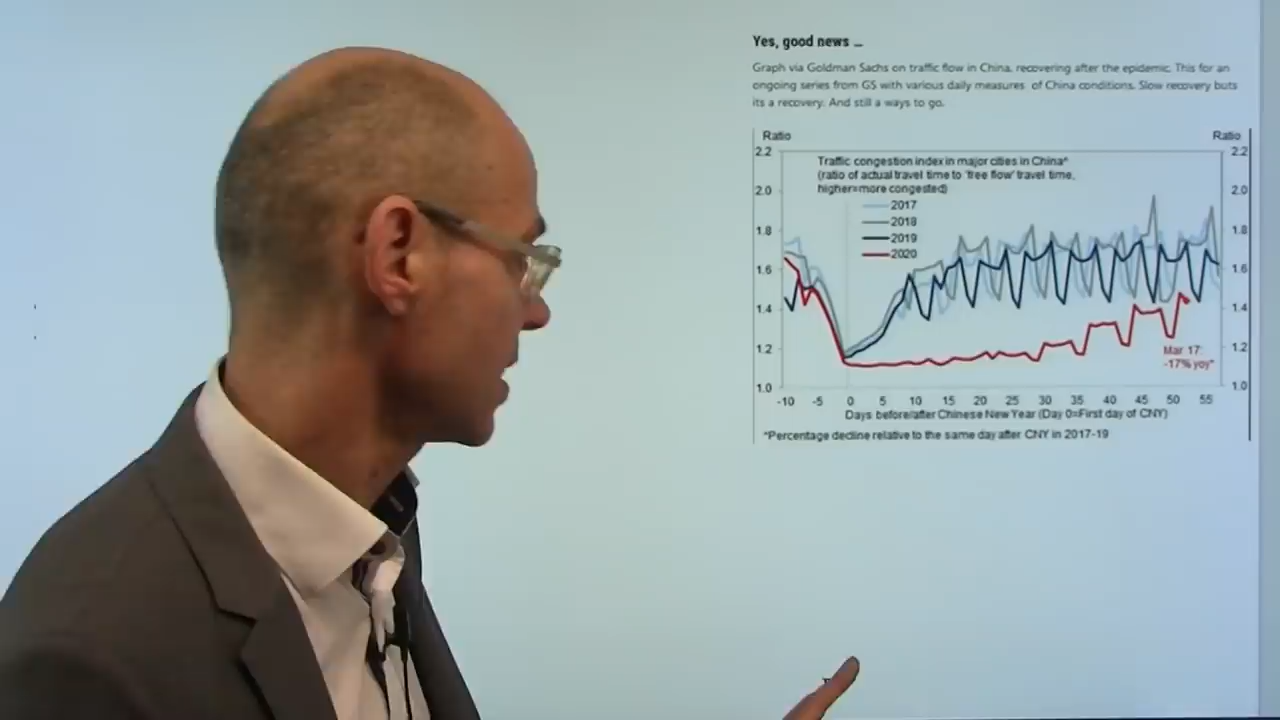 Yes, good news ...
Graph via Goldman Sachs on traffic flow in China, recovering after the epidemic. This for an
ongoing series from GS with various daily measures of China conditions. Slow recovery buts
its a recovery. And still a ways to go.
Ratio Ratio
2.2 2.2
Traffic congestion index in major cities in China*
(ratio of actual travel time to 'free flow' travel time,
higher=more congested)
2.0 2.0
2017
2018
1.8 1.8
2019
2020
1.6 1.6
1.4 1.4
1.2 1.2
Mar 17:
-17% yoy*
1.0 1.0
-10 -5 0 5 10 15 20 25 30 35 40 45 50 55
Days before/after Chinese New Year (Day 0=First day of CNY)
*Percentage decline relative to the same day after CNY in 2017-19